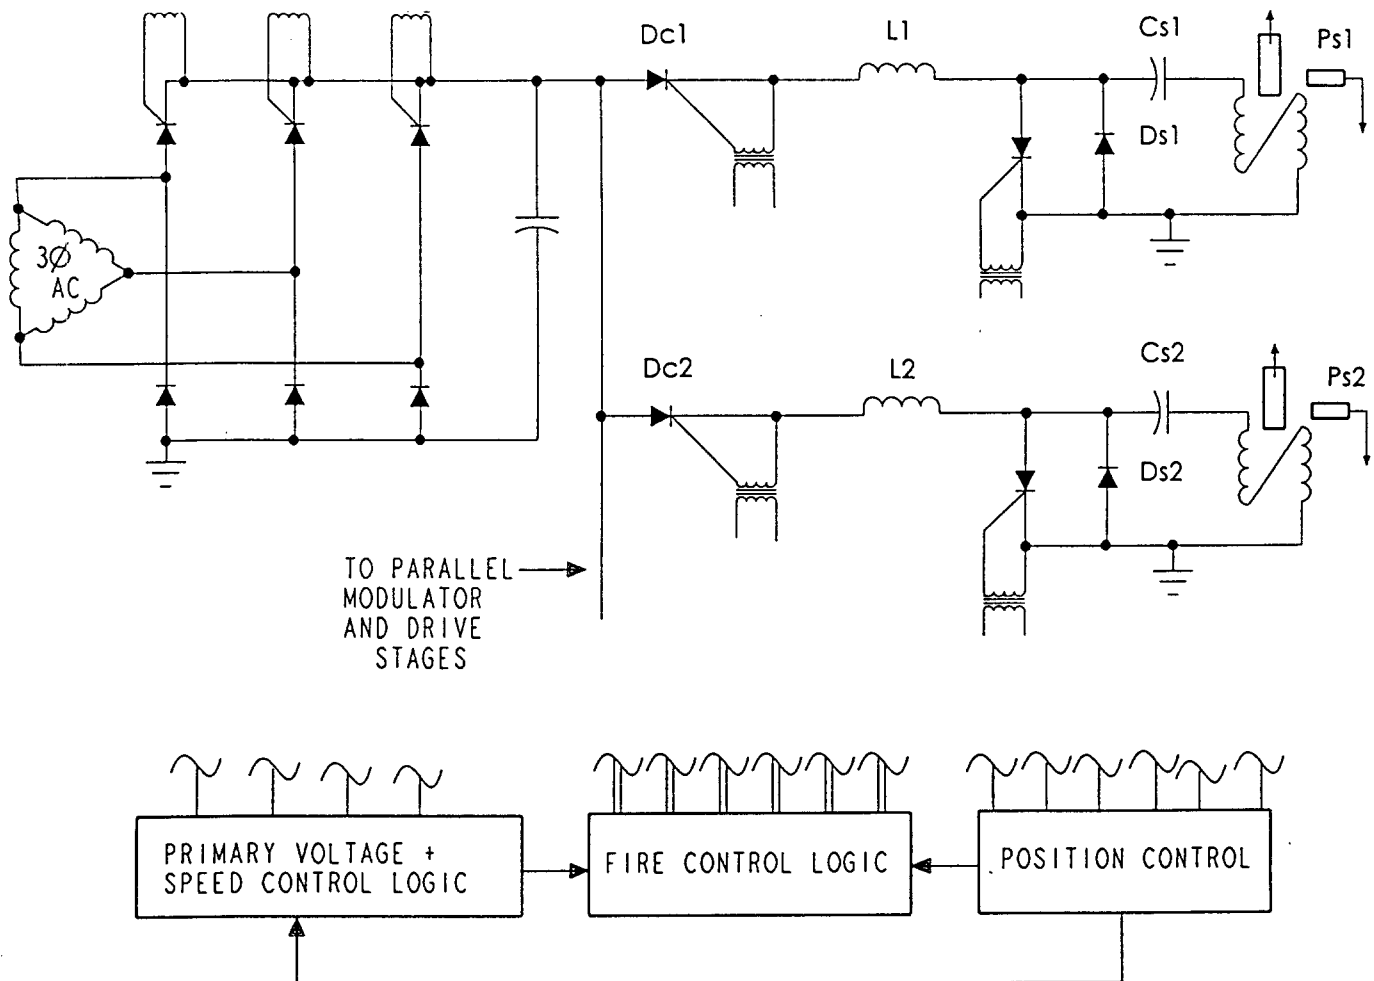 Dc1
L1
Cs1
Ps1
Ds1
3Ø
AC
Dc2
L2
Cs2
Ps2
Ds2
TO PARALLEL
MODULATOR
AND DRIVE
STAGES
PRIMARY VOLTAGE +
SPEED CONTROL LOGIC
FIRE CONTROL LOGIC
POSITION CONTROL